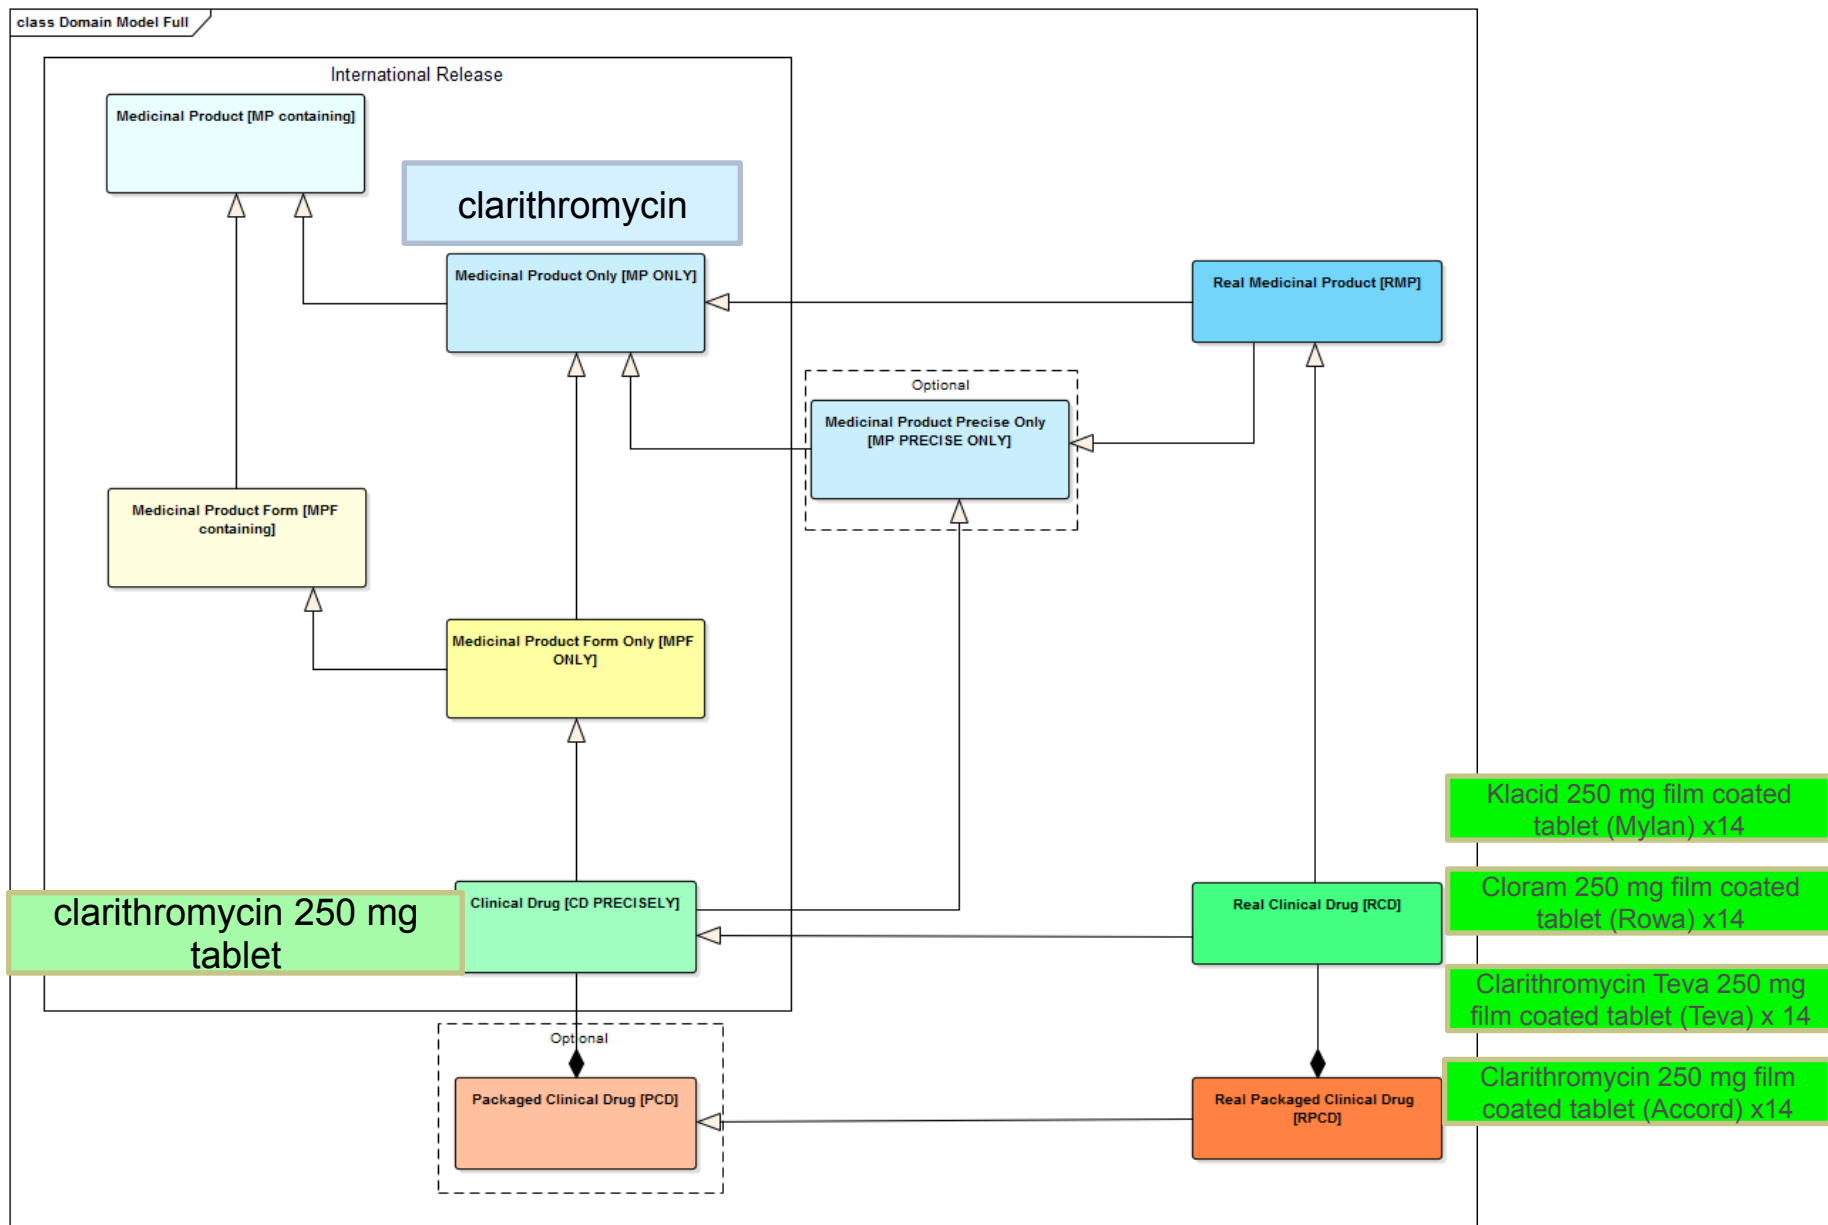 class Domain Model Full
International Release
Medicinal Product [MP containing]
clarithromycin
Medicinal Product Only [MP ONLY]
Real Medicinal Product [RMP]
Optional
Medicinal Product Precise Only
[MP PRECISE ONLY]
Medicinal Product Form [MPF
containing]
Medicinal Product Form Only [MPF
ONLY]
Klacid 250 mg film coated
tablet (Mylan) x14
clarithromycin 250 mg
tablet
Clinical Drug [CD PRECISELY]
Real Clinical Drug [RCD]
Cloram 250 mg film coated
tablet (Rowa) x14
Clarithromycin Teva 250 mg
film coated tablet (Teva) x 14
Optional
Packaged Clinical Drug [PCD]
Real Packaged Clinical Drug
[RPCD]
Clarithromycin 250 mg film
coated tablet (Accord) x14